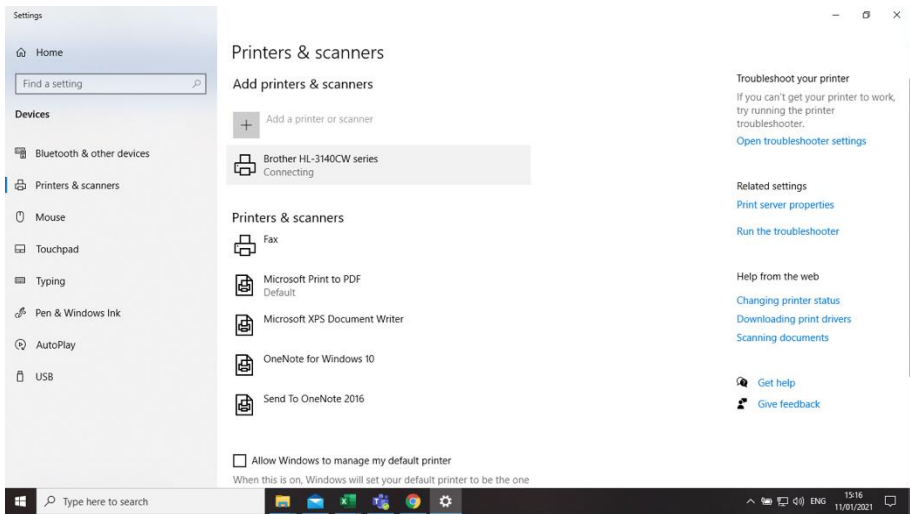 Settings
Home
Find a setting
Devices
Bluetooth & other devices
Printers & scanners
Mouse
Touchpad
Typing
Pen & Windows Ink
AutoPlay
USB
Printers & scanners
Add printers & scanners
Add a printer or scanner
Brother HL-3140CW series
Connecting
Printers & scanners
Fax
Microsoft Print to PDF
Default
Microsoft XPS Document Writer
OneNote for Windows 10
Send To OneNote 2016
Allow Windows to manage my default printer
When this is on, Windows will set your default printer to be the one
Troubleshoot your printer
If you can't get your printer to work,
try running the printer
troubleshooter.
Open troubleshooter settings
Related settings
Print server properties
Run the troubleshooter
Help from the web
Changing printer status
Downloading print drivers
Scanning documents
Get help
Give feedback
Type here to search
ENG
15:16
11/01/2021